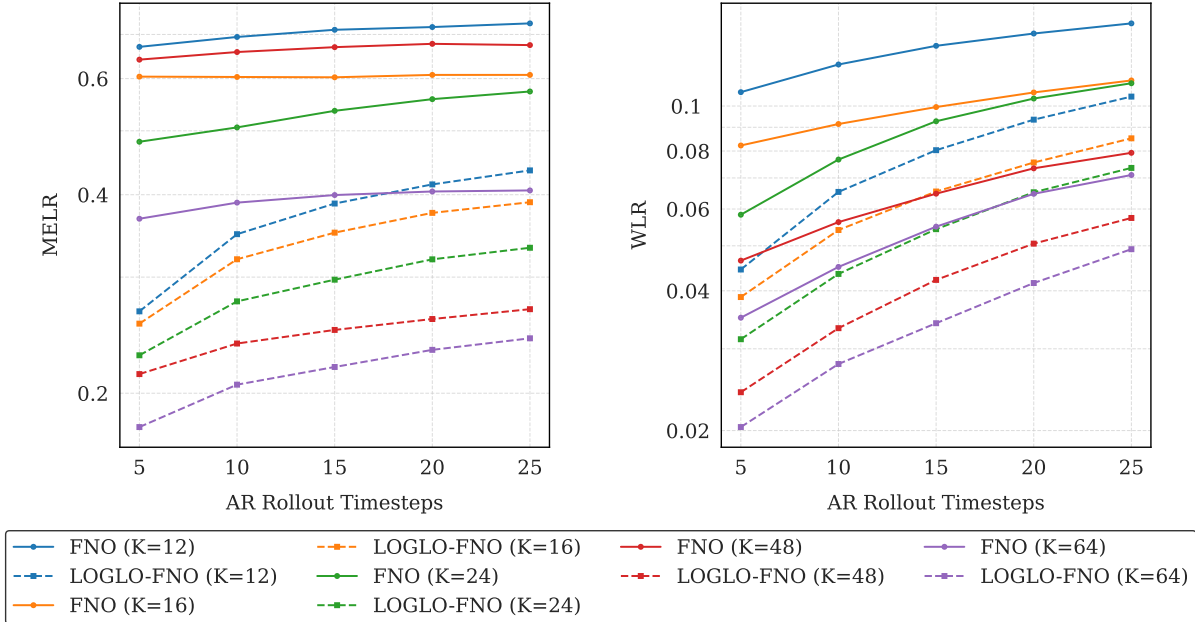 MELR
0.6
0.4
0.2
5 10 15 20 25
AR Rollout Timesteps
WLR
0.1
0.08
0.06
0.04
0.02
5 10 15 20 25
AR Rollout Timesteps
FNO (K=12)
LOGLO-FNO (K=12)
FNO (K=16)
LOGLO-FNO (K=16)
FNO (K=24)
LOGLO-FNO (K=24)
FNO (K=48)
LOGLO-FNO (K=48)
FNO (K=64)
LOGLO-FNO (K=64)